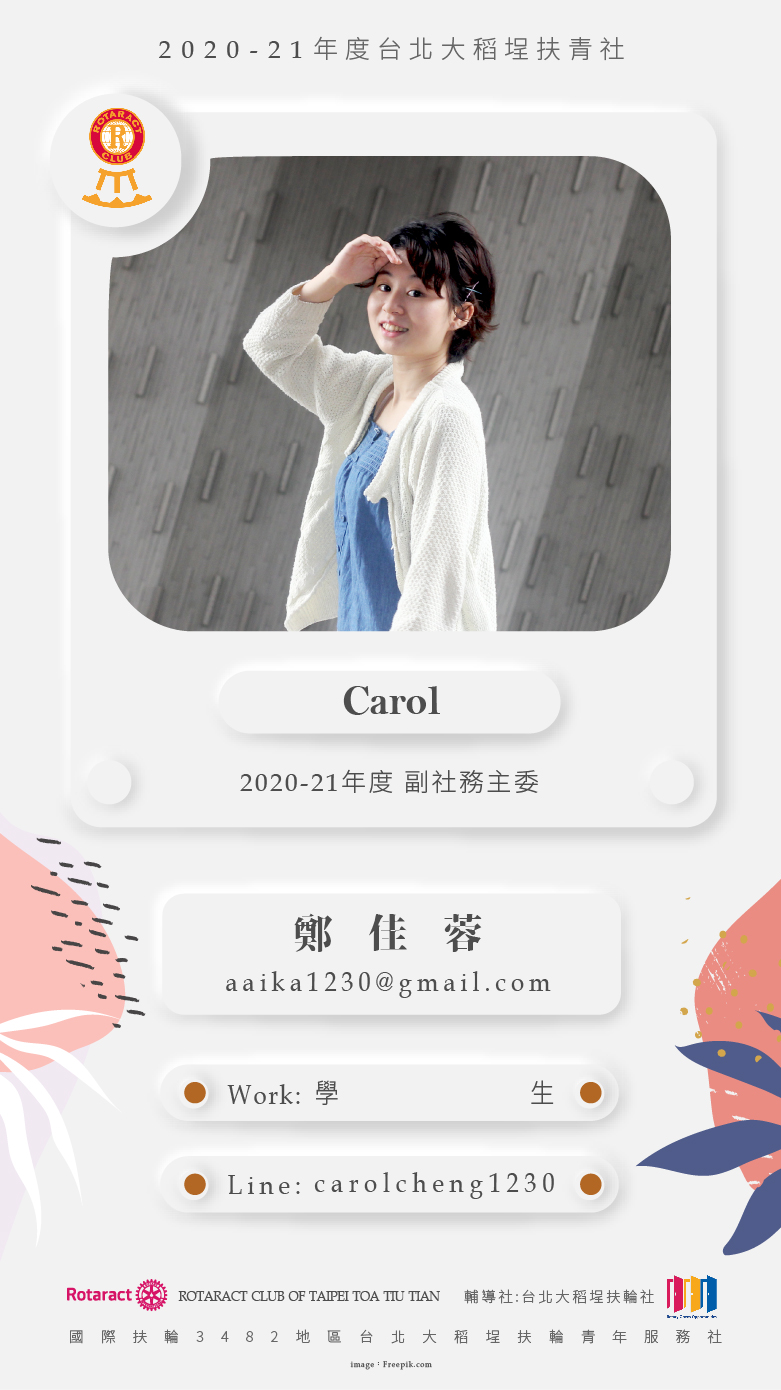 2020-21年度台北大稻埕扶青社
ROTARACT
R
CLUB
Carol
2020-21年度 副社務主委
鄭佳蓉
aaika1230@gmail.com
Work: 學 生
Line: carolcheng1230
Rotaract ROTARACT CLUB OF TAIPEI TOA TIU TIAN 輔導社:台北大稻埕扶輪社
Rotary Opens Opportunities
國際扶輪3482地區台北大稻埕扶輪青年服務社
image：Freepik.com